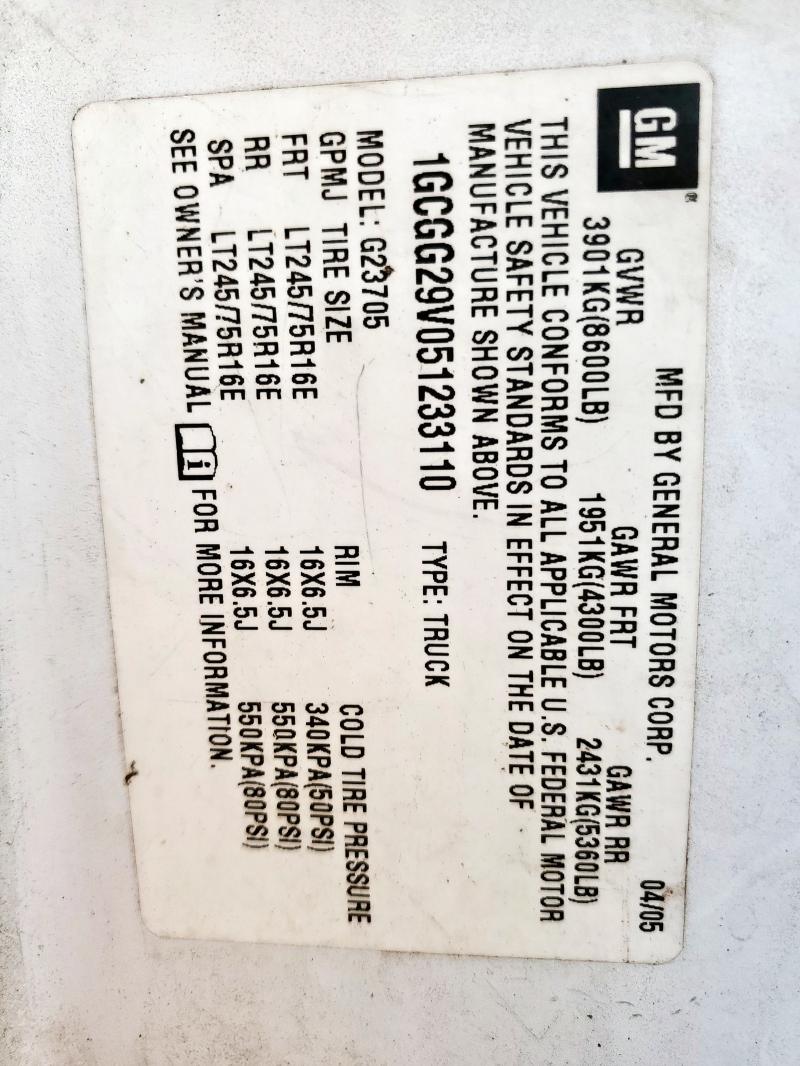 GM®
MFD BY GENERAL MOTORS CORP. 04/05
GVWR GAWR FRT GAWR RR
3901KG(8600LB) 1951KG(4300LB) 2431KG(5360LB)
THIS VEHICLE CONFORMS TO ALL APPLICABLE U.S. FEDERAL MOTOR
VEHICLE SAFETY STANDARDS IN EFFECT ON THE DATE OF
MANUFACTURE SHOWN ABOVE.
1GCGG29V051233110 TYPE: TRUCK
MODEL: G23705
GPMJ TIRE SIZE RIM COLD TIRE PRESSURE
FRT LT245/75R16E 16X6.5J 340KPA(50PSI)
RR LT245/75R16E 16X6.5J 550KPA(80PSI)
SPA LT245/75R16E 16X6.5J 550KPA(80PSI)
SEE OWNER'S MANUAL i FOR MORE INFORMATION.